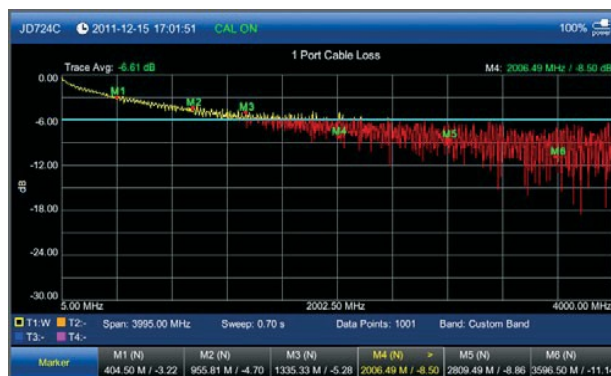 JD724C 2011-12-15 17:01:51 CAL ON 100%
power
1 Port Cable Loss
Trace Avg: -6.61 dB M4: 2006.49 MHz / -8.50 dB
0.00
M1
M2
M3
-6.00
M4
M5
M6
-12.00
dB
-18.00
-24.00
-30.00
5.00 MHz 2002.50 MHz 4000.00 MHz
T1:W T2:- Span: 3995.00 MHz Sweep: 0.70 s Data Points: 1001 Band: Custom Band
T3:- T4:-
Marker M1 (N) M2 (N) M3 (N) M4 (N) > M5 (N) M6 (N)
404.50 M / -3.22 955.81 M / -4.70 1335.33 M / -5.28 2006.49 M / -8.50 2809.49 M / -8.86 3596.50 M / -11.1